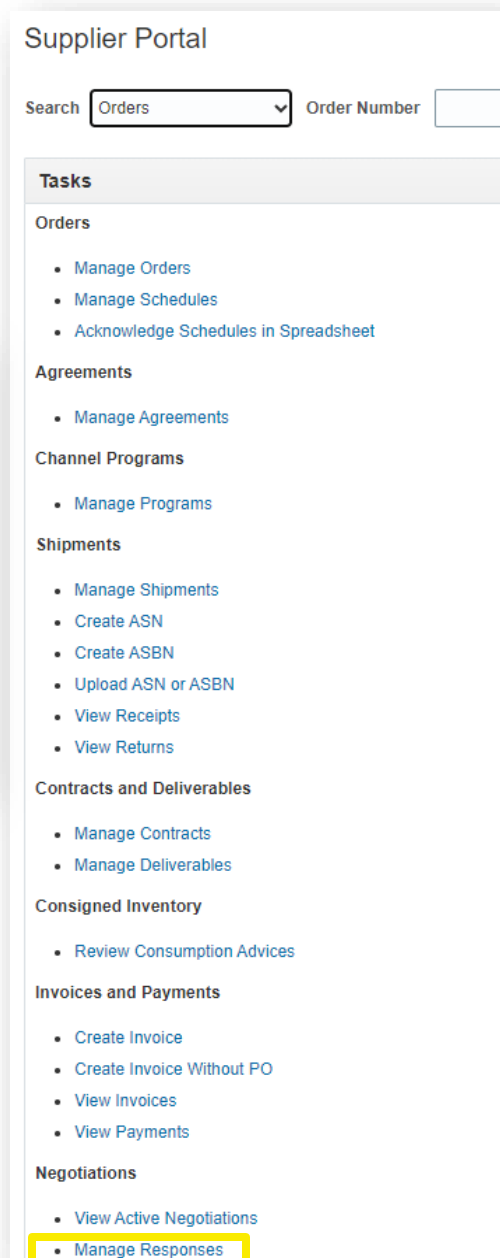 Supplier Portal
Search Orders Order Number
Tasks
Orders
• Manage Orders
• Manage Schedules
• Acknowledge Schedules in Spreadsheet
Agreements
• Manage Agreements
Channel Programs
• Manage Programs
Shipments
• Manage Shipments
• Create ASN
• Create ASBN
• Upload ASN or ASBN
• View Receipts
• View Returns
Contracts and Deliverables
• Manage Contracts
• Manage Deliverables
Consigned Inventory
• Review Consumption Advices
Invoices and Payments
• Create Invoice
• Create Invoice Without PO
• View Invoices
• View Payments
Negotiations
• View Active Negotiations
• Manage Responses